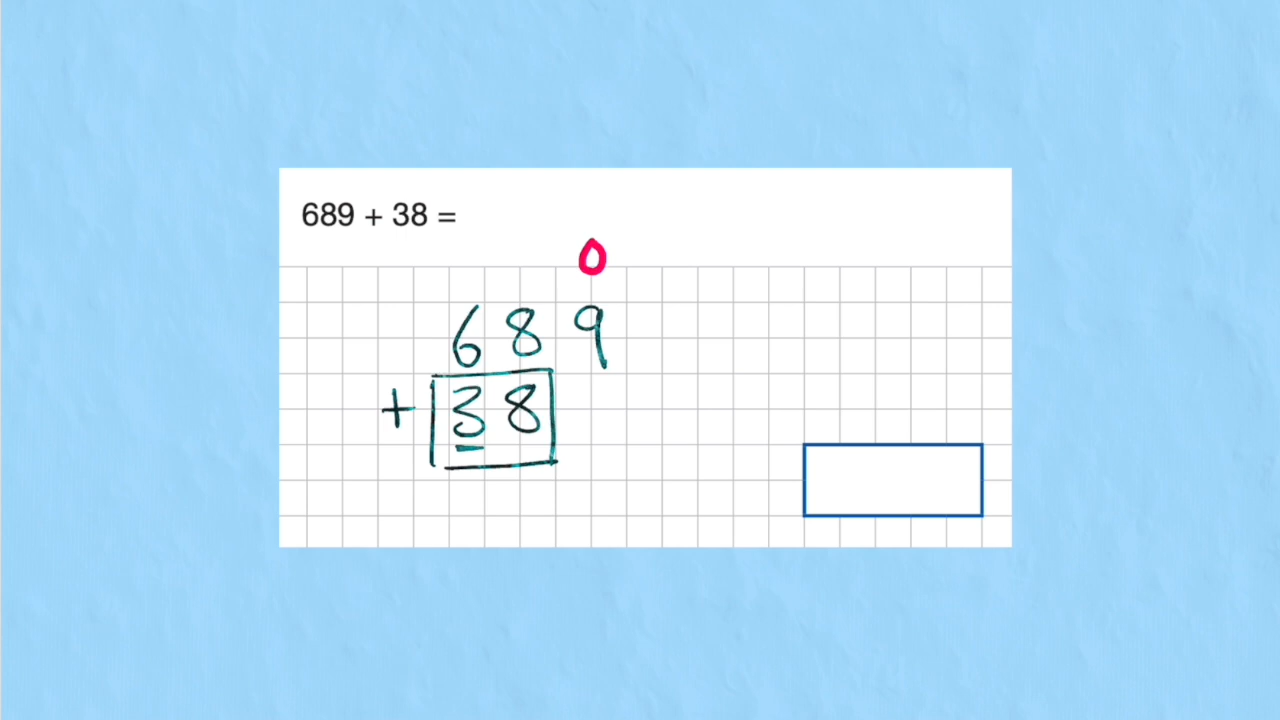 689 + 38 =
0
6 8 9
+ 3 8